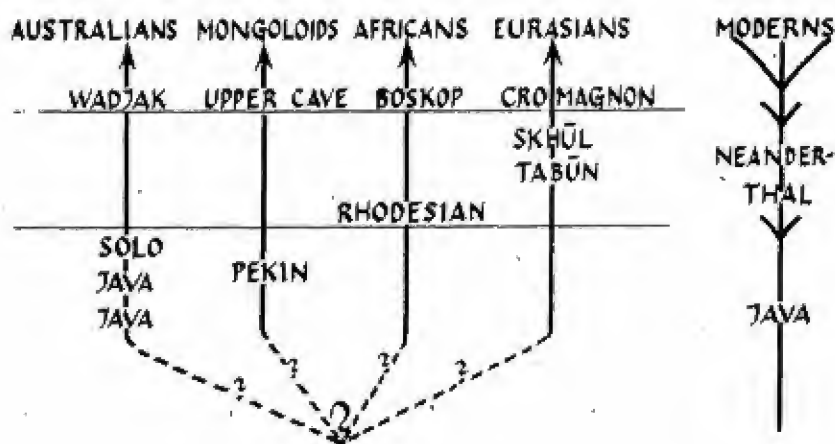 AUSTRALIANS MONGOLOIDS AFRICANS EURASIANS MODERNS
WADJAK UPPER CAVE BOSKOP CRO MAGNON
SKHŪL
TABŪN
NEANDER-
THAL
RHODESIAN
SOLO
JAVA
PEKIN
JAVA
JAVA
? ? ? ?
?